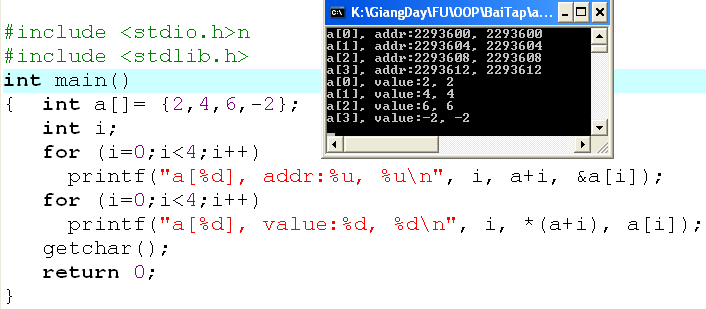 #include <stdio.h>n
#include <stdlib.h>
int main()
{  int a[]= {2,4,6,-2};
   int i;
   for (i=0;i<4;i++)
     printf("a[%d], addr:%u, %u\n", i, a+i, &a[i]);
   for (i=0;i<4;i++)
     printf("a[%d], value:%d, %d\n", i, *(a+i), a[i]);
   getchar();
   return 0;
}
K:\GiangDay\FU\OOP\BaiTap\a...
a[0], addr:2293600, 2293600
a[1], addr:2293604, 2293604
a[2], addr:2293608, 2293608
a[3], addr:2293612, 2293612
a[0], value:2, 2
a[1], value:4, 4
a[2], value:6, 6
a[3], value:-2, -2